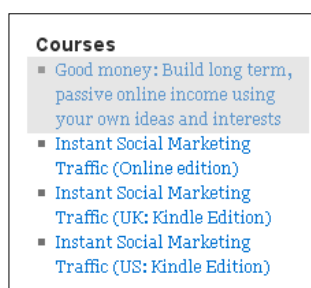 Courses
Good money: Build long term,
passive online income using
your own ideas and interests
Instant Social Marketing
Traffic (Online edition)
Instant Social Marketing
Traffic (UK: Kindle Edition)
Instant Social Marketing
Traffic (US: Kindle Edition)